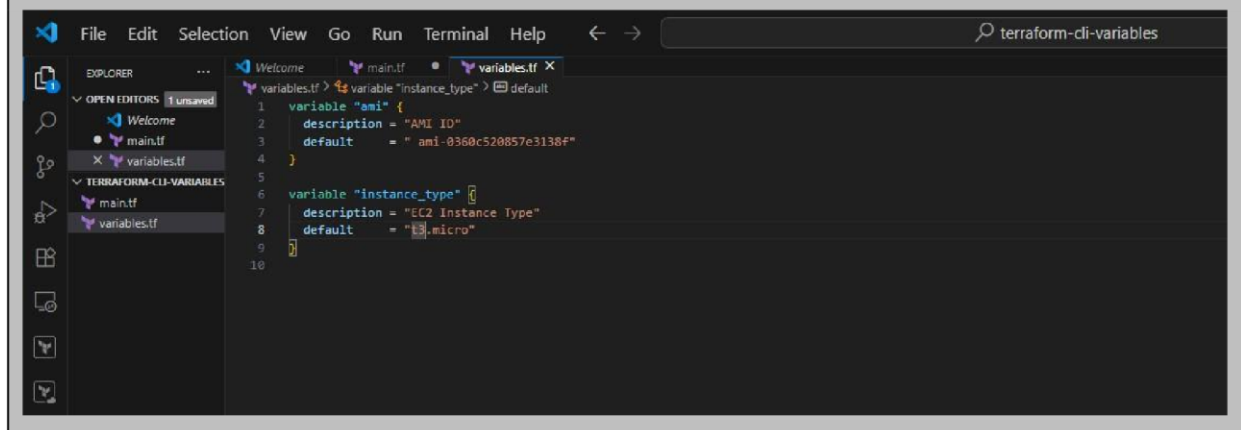 File Edit Selection View Go Run Terminal Help
terraform-cli-variables
EXPLORER ...
Welcome
main.tf
variables.tf
variables.tf > variable "instance_type" > default
OPEN EDITORS 1 unsaved
Welcome
main.tf
variables.tf
TERRAFORM-CLI-VARIABLES
main.tf
variables.tf
1
1 variable "ami" {
2 description = "AMI ID"
3 default = " ami-0360c520857e3138f"
4 }
5
6 variable "instance_type" {
7 description = "EC2 Instance Type"
8 default = "t3.micro"
9 }
10